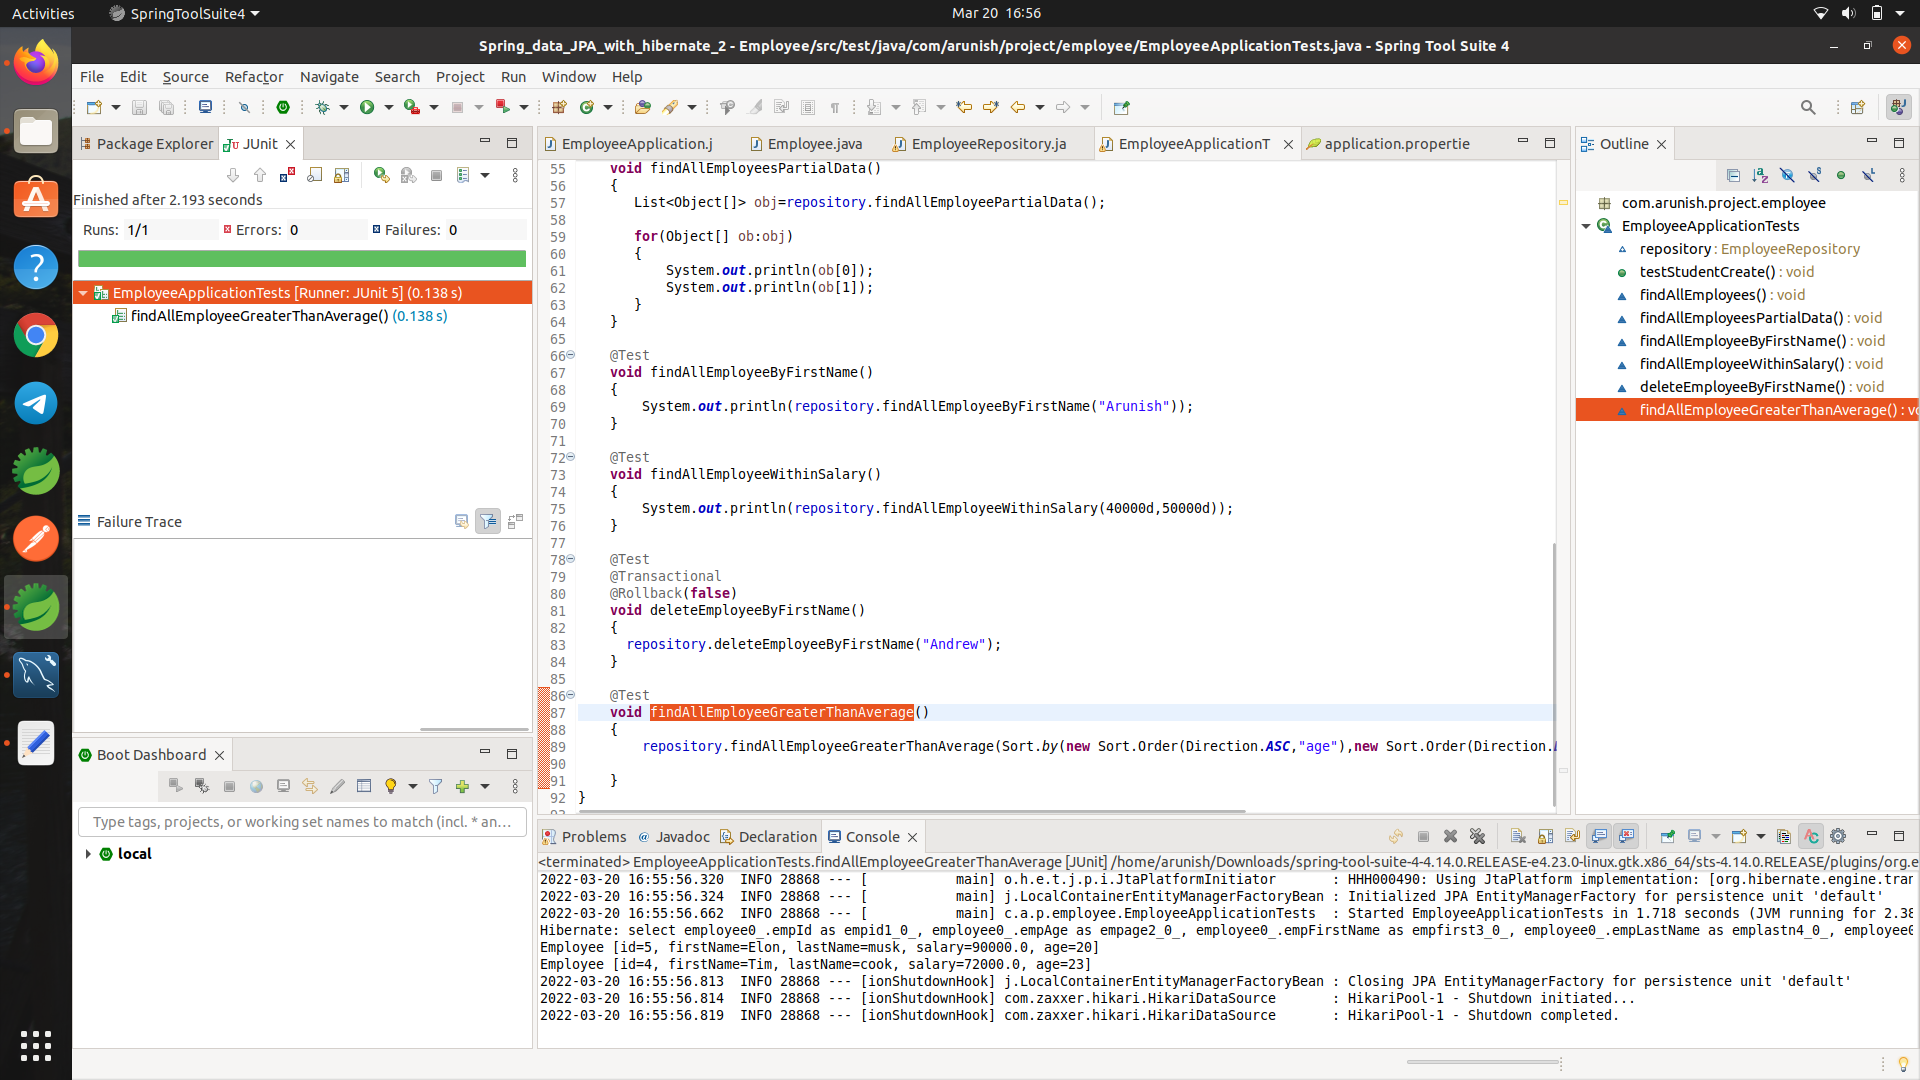 Activities
SpringToolSuite4
Mar 20 16:56
Spring_data_JPA_with_hibernate_2 - Employee/src/test/java/com/arunish/project/employee/EmployeeApplicationTests.java - Spring Tool Suite 4
File Edit Source Refactor Navigate Search Project Run Window Help
Package Explorer
JUnit
Finished after 2.193 seconds
Runs: 1/1 Errors: 0 Failures: 0
EmployeeApplicationTests [Runner: JUnit 5] (0.138 s)
findAllEmployeeGreaterThanAverage() (0.138 s)
Failure Trace
Boot Dashboard
Type tags, projects, or working set names to match (incl. * an...
local
EmployeeApplication.j
Employee.java
EmployeeRepository.ja
EmployeeApplicationT
application.propertie
55 void findAllEmployeesPartialData()
56 {
57 List<Object[]> obj=repository.findAllEmployeePartialData();
58
59 for(Object[] ob:obj)
60 {
61 System.out.println(ob[0]);
62 System.out.println(ob[1]);
63 }
64 }
65
66 @Test
67 void findAllEmployeeByFirstName()
68 {
69 System.out.println(repository.findAllEmployeeByFirstName("Arunish"));
70 }
71
72 @Test
73 void findAllEmployeeWithinSalary()
74 {
75 System.out.println(repository.findAllEmployeeWithinSalary(40000d,50000d));
76 }
77
78 @Test
79 @Transactional
80 @Rollback(false)
81 void deleteEmployeeByFirstName()
82 {
83 repository.deleteEmployeeByFirstName("Andrew");
84 }
85
86 @Test
87 void findAllEmployeeGreaterThanAverage()
88 {
89 repository.findAllEmployeeGreaterThanAverage(Sort.by(new Sort.Order(Direction.ASC,"age"),new Sort.Order(Direction.
90
91 }
92 }
Outline
com.arunish.project.employee
EmployeeApplicationTests
repository : EmployeeRepository
testStudentCreate() : void
findAllEmployees() : void
findAllEmployeesPartialData() : void
findAllEmployeeByFirstName() : void
findAllEmployeeWithinSalary() : void
deleteEmployeeByFirstName() : void
findAllEmployeeGreaterThanAverage() : vo
Problems
Javadoc
Declaration
Console
<terminated> EmployeeApplicationTests.findAllEmployeeGreaterThanAverage [JUnit] /home/arunish/Downloads/spring-tool-suite-4-4.14.0.RELEASE-e4.23.0-linux.gtk.x86_64/sts-4.14.0.RELEASE/plugins/org.e
2022-03-20 16:55:56.320 INFO 28868 --- [ main] o.h.e.t.j.p.i.JtaPlatformInitiator : HHH000490: Using JtaPlatform implementation: [org.hibernate.engine.tran
2022-03-20 16:55:56.324 INFO 28868 --- [ main] j.LocalContainerEntityManagerFactoryBean : Initialized JPA EntityManagerFactory for persistence unit 'default'
2022-03-20 16:55:56.662 INFO 28868 --- [ main] c.a.p.employee.EmployeeApplicationTests : Started EmployeeApplicationTests in 1.718 seconds (JVM running for 2.38
Hibernate: select employee0_.empId as empid1_0_, employee0_.empAge as empage2_0_, employee0_.empFirstName as empfirst3_0_, employee0_.empLastName as emplastn4_0_, employee0
Employee [id=5, firstName=Elon, lastName=musk, salary=90000.0, age=20]
Employee [id=4, firstName=Tim, lastName=cook, salary=72000.0, age=23]
2022-03-20 16:55:56.813 INFO 28868 --- [ionShutdownHook] j.LocalContainerEntityManagerFactoryBean : Closing JPA EntityManagerFactory for persistence unit 'default'
2022-03-20 16:55:56.814 INFO 28868 --- [ionShutdownHook] com.zaxxer.hikari.HikariDataSource : HikariPool-1 - Shutdown initiated...
2022-03-20 16:55:56.819 INFO 28868 --- [ionShutdownHook] com.zaxxer.hikari.HikariDataSource : HikariPool-1 - Shutdown completed.